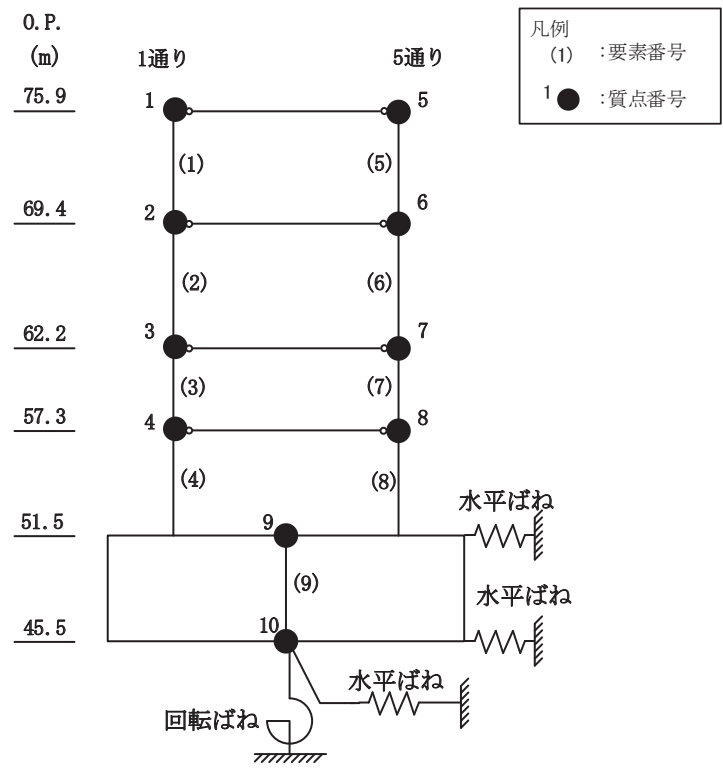 O.P.
(m)
1通り
5通り
凡例
(1) :要素番号
1 :質点番号
75.9
1
5
(1)
(5)
69.4
2
6
(2)
(6)
62.2
3
7
(3)
(7)
57.3
4
8
(4)
(8)
水平ばね
51.5
9
(9)
水平ばね
45.5
10
水平ばね
回転ばね